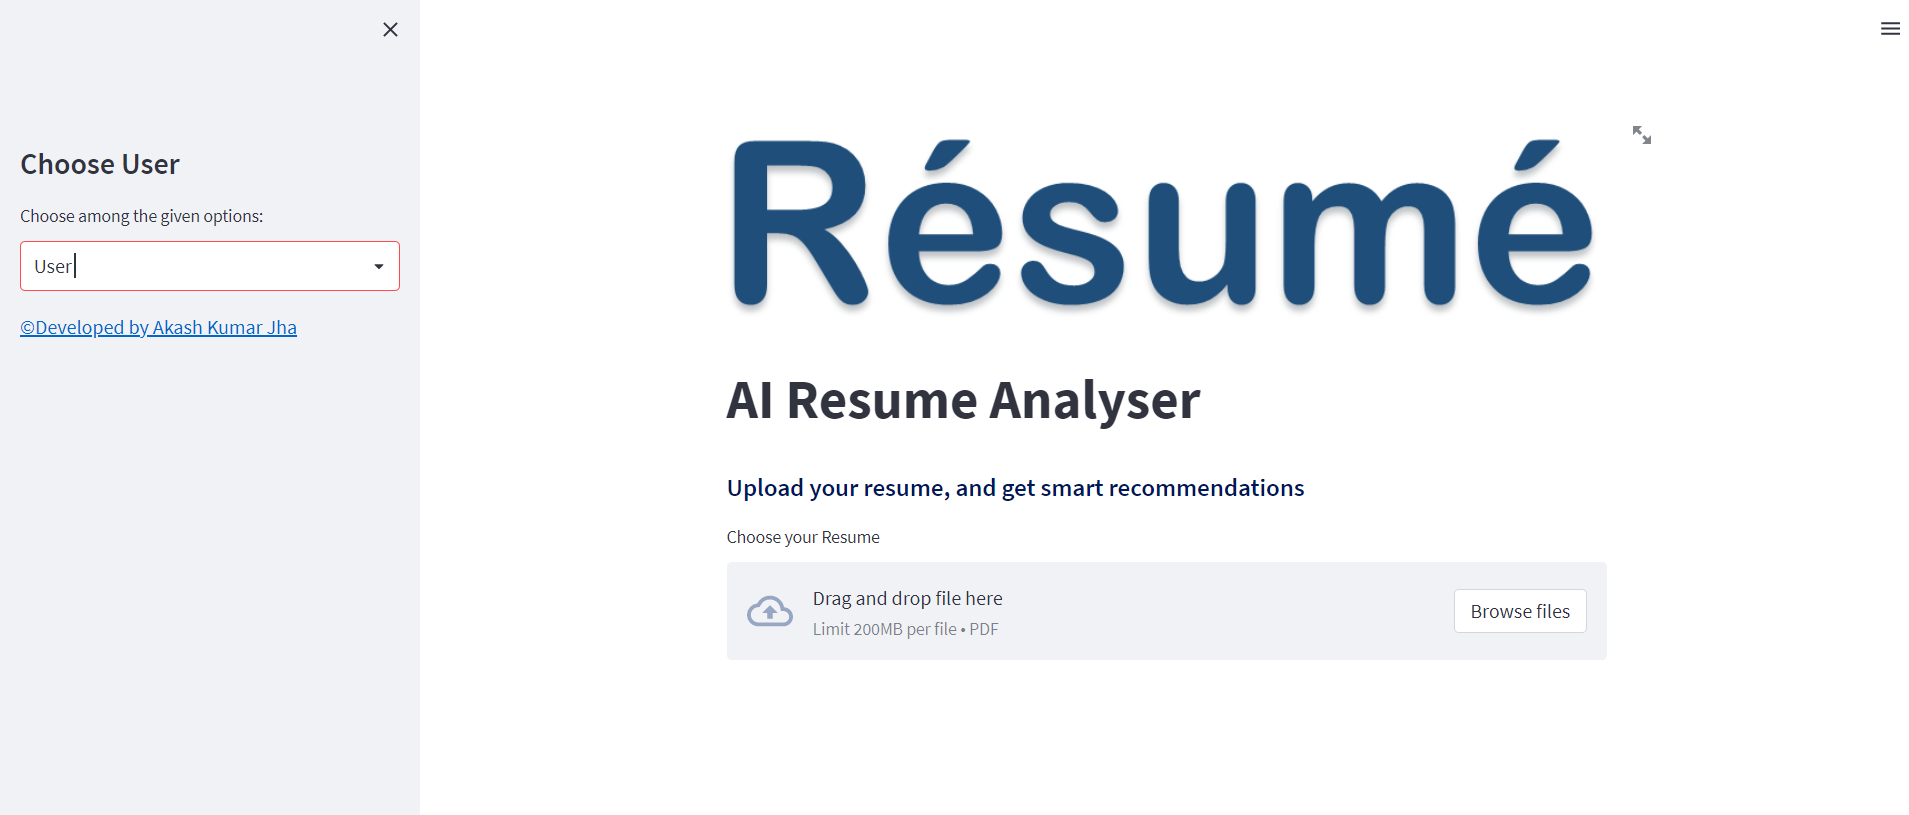 Choose User
Choose among the given options:
User
©Developed by Akash Kumar Jha
Résumé
AI Resume Analyser
Upload your resume, and get smart recommendations
Choose your Resume
Drag and drop file here
Limit 200MB per file • PDF
Browse files